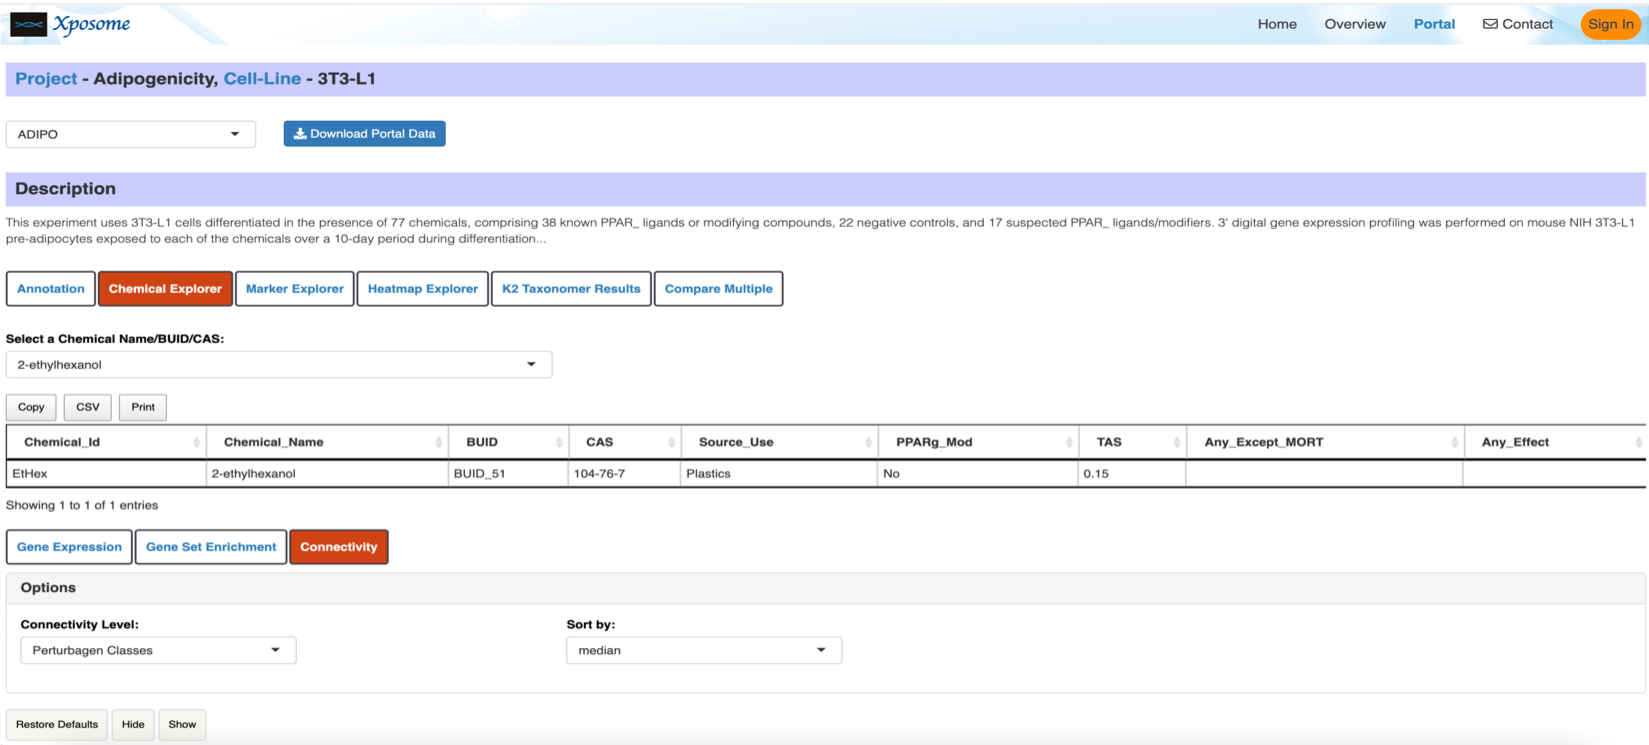 Xposome Home Overview Portal Contact Sign In
Project - Adipogenicity, Cell-Line - 3T3-L1
ADIPO Download Portal Data
Description
This experiment uses 3T3-L1 cells differentiated in the presence of 77 chemicals, comprising 38 known PPAR_ ligands or modifying compounds, 22 negative controls, and 17 suspected PPAR_ ligands/modifiers. 3' digital gene expression profiling was performed on mouse NIH 3T3-L1
pre-adipocytes exposed to each of the chemicals over a 10-day period during differentiation...
Annotation Chemical Explorer Marker Explorer Heatmap Explorer K2 Taxonomer Results Compare Multiple
Select a Chemical Name/BUID/CAS:
2-ethylhexanol
Copy CSV Print
Chemical_Id Chemical_Name BUID CAS Source_Use PPARg_Mod TAS Any_Except_MORT Any_Effect
EtHex 2-ethylhexanol BUID_51 104-76-7 Plastics No 0.15
Showing 1 to 1 of 1 entries
Gene Expression Gene Set Enrichment Connectivity
Options
Connectivity Level: Sort by:
Perturbagen Classes median
Restore Defaults Hide Show